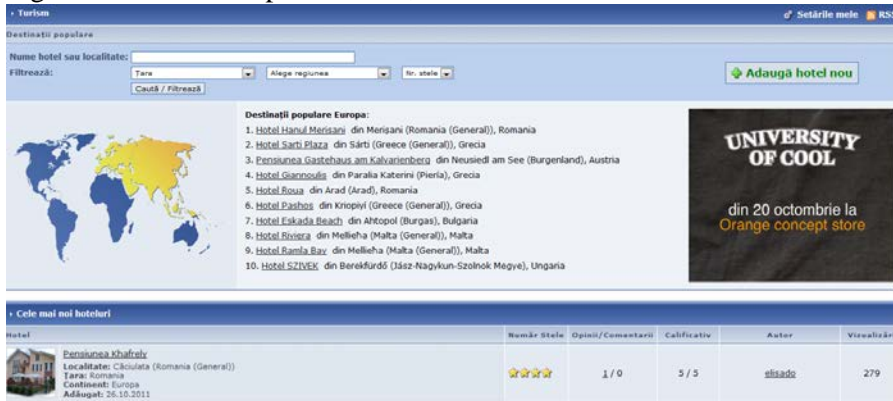 Turism
Setările mele RSS
Destinații populare
Nume hotel sau localitate:
Filtrează: Tara Alege regiunea Nr. stele
Caută / Filtrează
Adaugă hotel nou
Destinații populare Europa:
1. Hotel Hanul Merisani din Merișani (Romania (General)), Romania
2. Hotel Sarti Plaza din Sárti (Greece (General)), Grecia
3. Pensiunea Gastehaus am Kalvarienberg din Neusiedl am See (Burgenland), Austria
4. Hotel Giannoulis din Paralia Katerini (Pieria), Grecia
5. Hotel Roua din Arad (Arad), Romania
6. Hotel Pashos din Kriopiyí (Greece (General)), Grecia
7. Hotel Eskada Beach din Ahtopol (Burgas), Bulgaria
8. Hotel Riviera din Mellieha (Malta (General)), Malta
9. Hotel Ramla Bay din Mellieha (Malta (General)), Malta
10. Hotel SZIVEK din Berekfürdő (Jász-Nagykun-Szolnok Megye), Ungaria
UNIVERSITY
OF COOL
din 20 octombrie la
Orange concept store
Cele mai noi hoteluri
Hotel Număr Stele Opinii/Comentarii Calificativ Autor Vizualizări
Pensiunea Khafrely
Localitate: Căciulata (Romania (General))
Țara: Romania
Continent: Europa
Adăugat: 26.10.2011
1 / 0 5 / 5 elisado 279